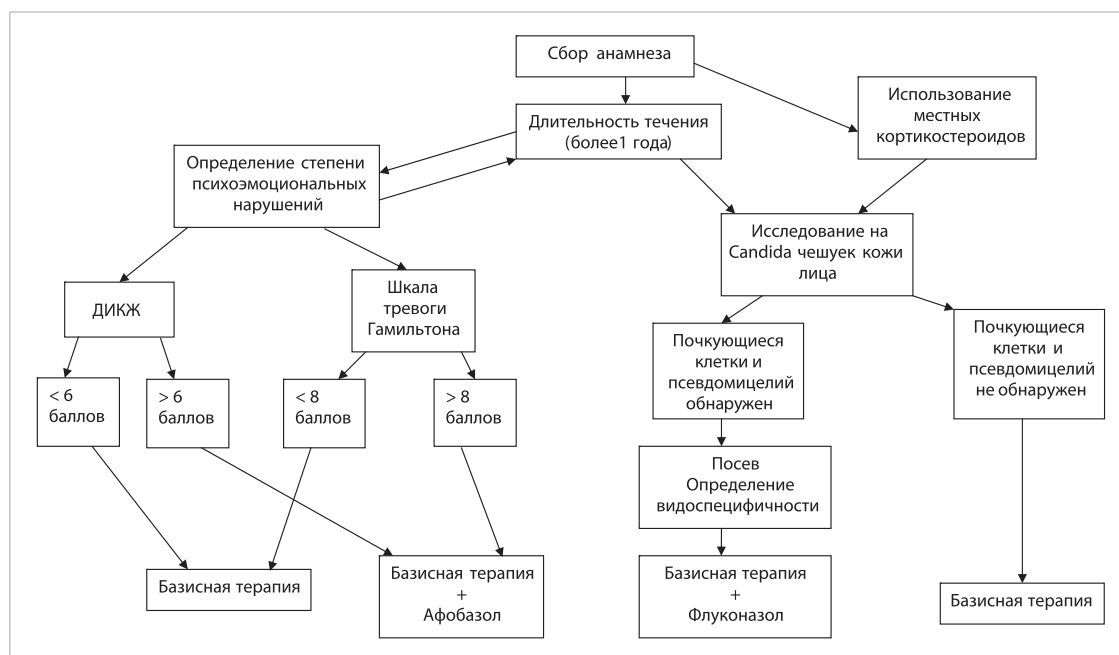 Сбор анамнеза
Длительность течения
(более1 года)
Использование
местных
кортикостероидов
Определение степени
психоэмоциональных
нарушений
Исследование на
Candida чешуек кожи
лица
ДИКЖ
Шкала
тревоги
Гамильтона
Почкующиеся
клетки и
псевдомицелий
обнаружен
Почкующиеся
клетки и
псевдомицелий
не обнаружен
< 6
баллов
> 6
баллов
< 8
баллов
> 8
баллов
Посев
Определение
видоспецифичности
Базисная терапия
Базисная терапия
+
Афобазол
Базисная терапия
+
Флуконазол
Базисная терапия